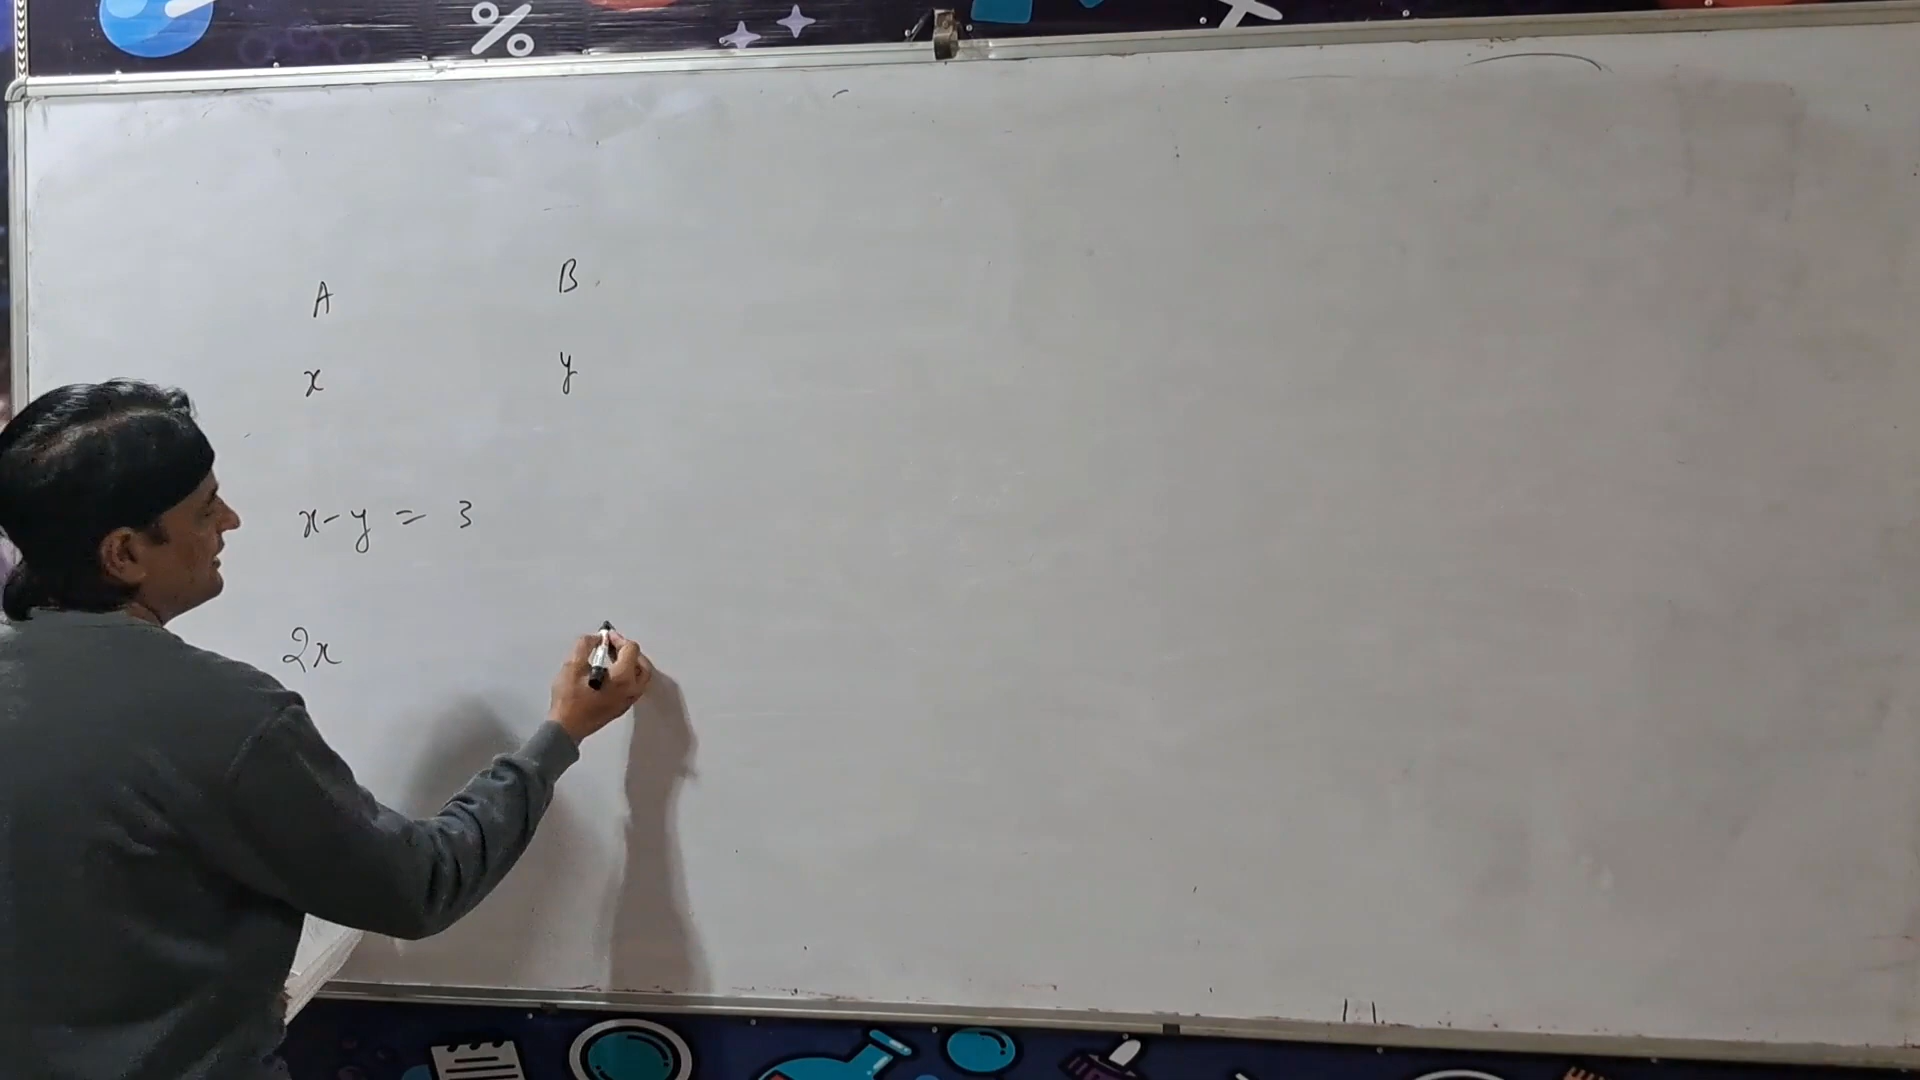 %
A B
x y
x - y = 3
2x